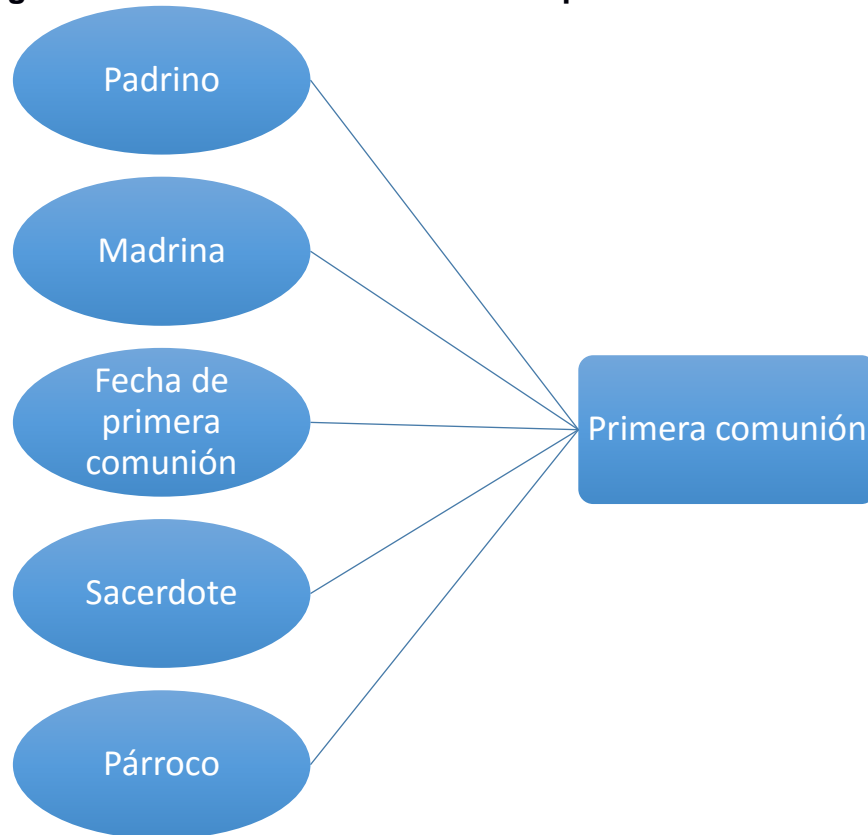 Padrino
Madrina
Fecha de
primera
comunión
Primera comunión
Sacerdote
Párroco